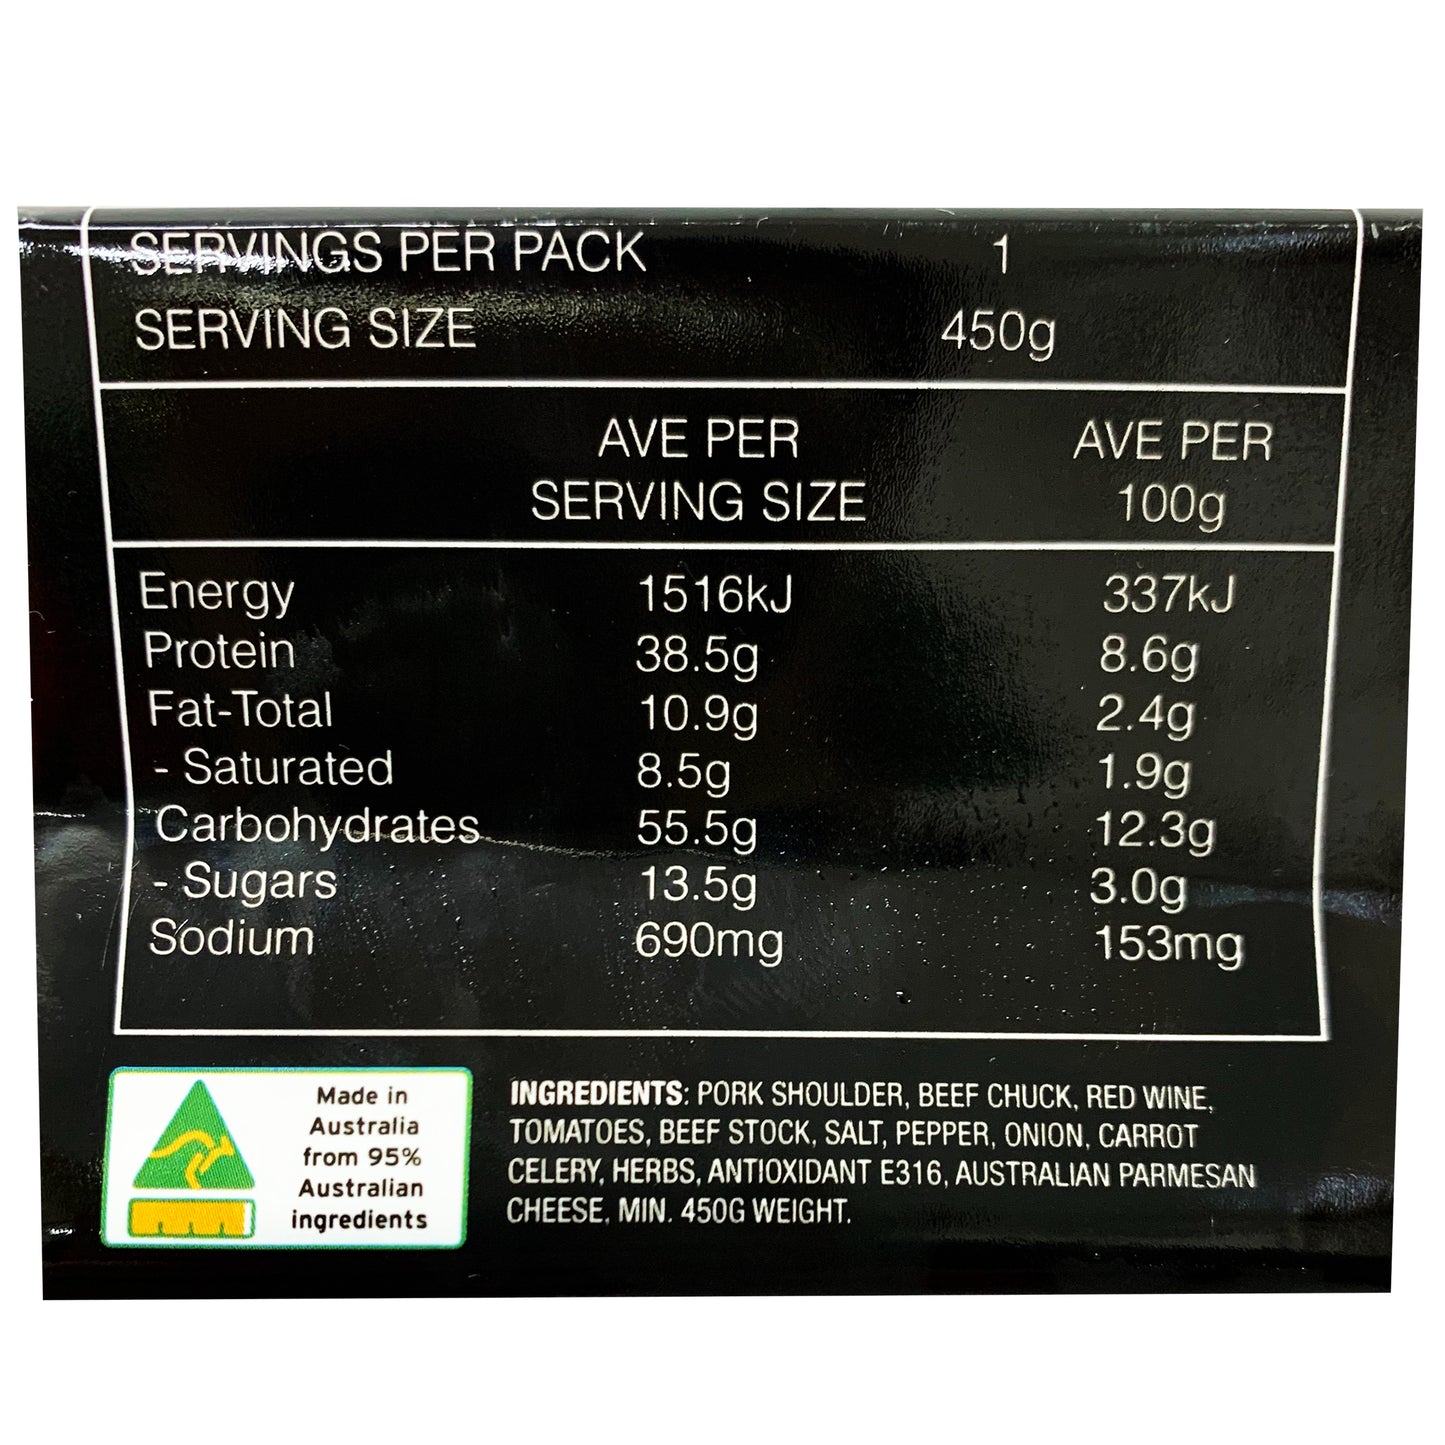 SERVINGS PER PACK 1
SERVING SIZE 450g
AVE PER AVE PER
SERVING SIZE 100g
Energy 1516kJ 337kJ
Protein 38.5g 8.6g
Fat-Total 10.9g 2.4g
- Saturated 8.5g 1.9g
Carbohydrates 55.5g 12.3g
- Sugars 13.5g 3.0g
Sodium 690mg 153mg
Made in
Australia
from 95%
Australian
ingredients
INGREDIENTS: PORK SHOULDER, BEEF CHUCK, RED WINE,
TOMATOES, BEEF STOCK, SALT, PEPPER, ONION, CARROT
CELERY, HERBS, ANTIOXIDANT E316, AUSTRALIAN PARMESAN
CHEESE, MIN. 450G WEIGHT.